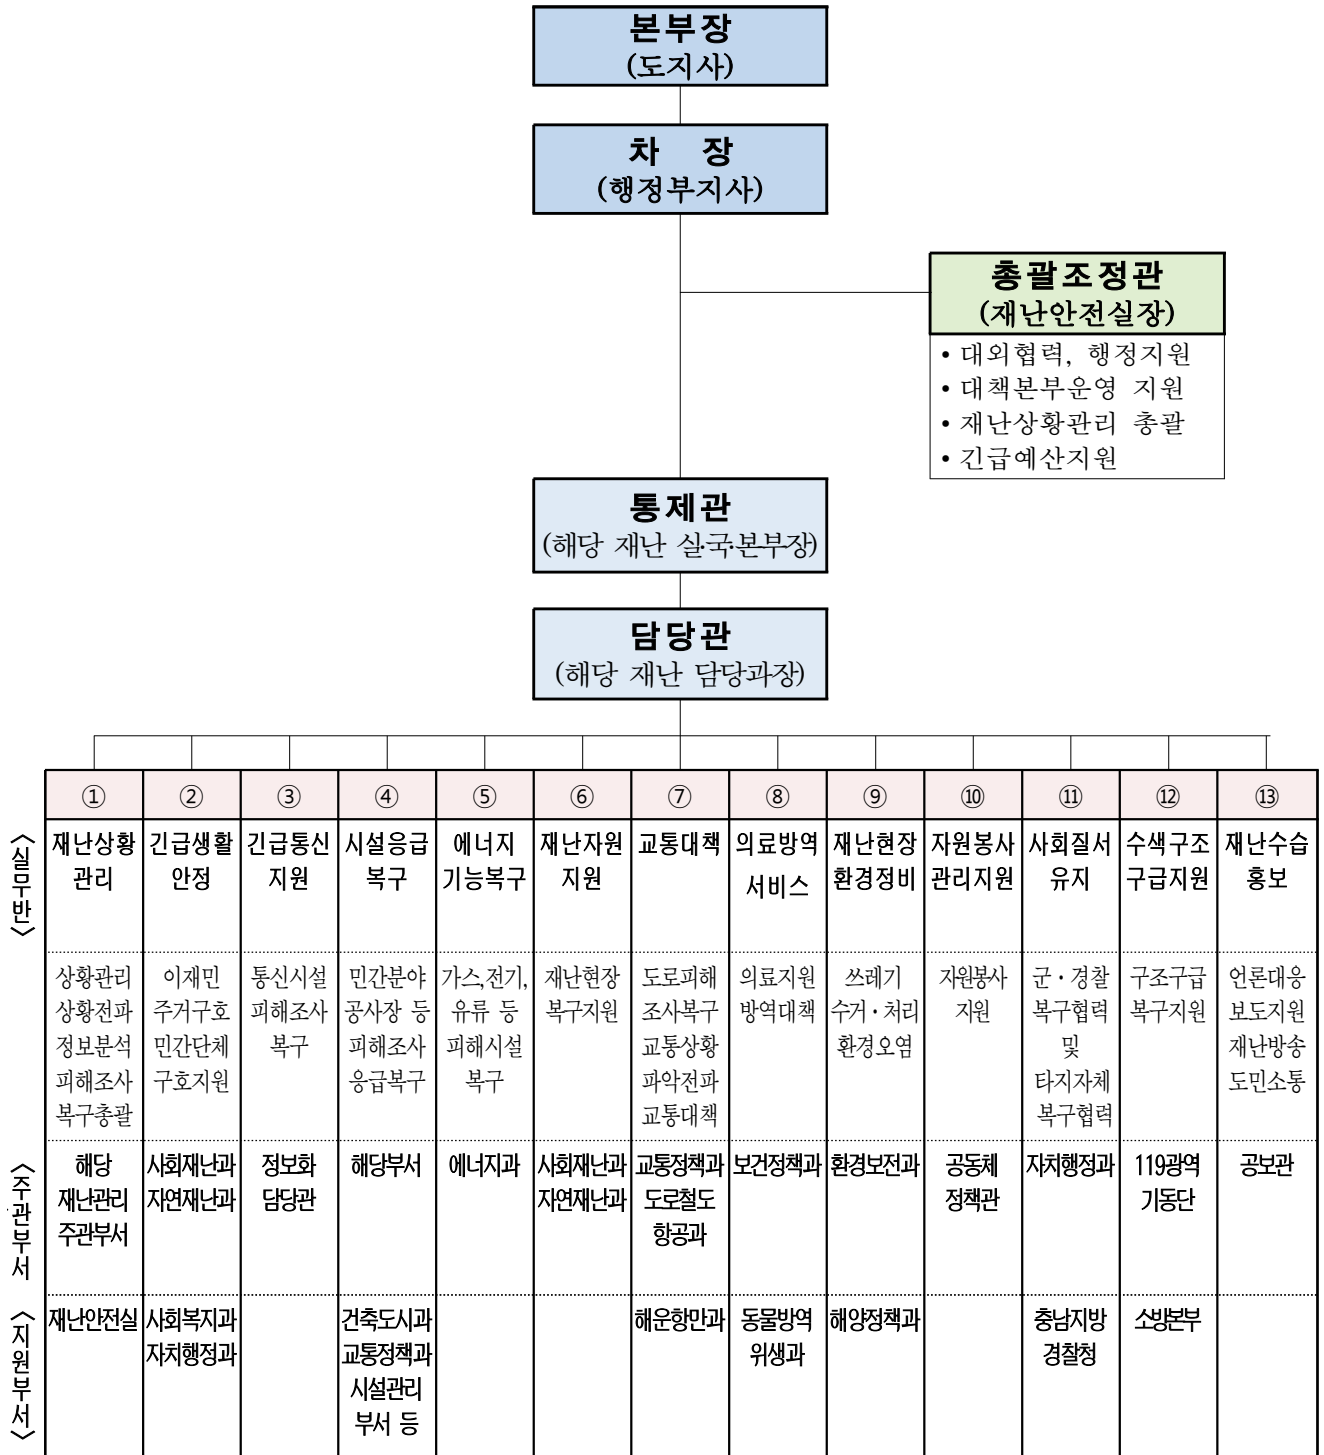 본부장
(도지사)
차 장
(행정부지사)
총괄조정관
(재난안전실장)
• 대외협력, 행정지원
• 대책본부운영 지원
• 재난상황관리 총괄
• 긴급예산지원
통제관
(해당 재난 실·국·본부장)
담당관
(해당 재난 담당과장)
① ② ③ ④ ⑤ ⑥ ⑦ ⑧ ⑨ ⑩ ⑪ ⑫ ⑬
〈실무반〉
재난상황
관리
긴급생활
안정
긴급통신
지원
시설응급
복구
에너지
기능복구
재난자원
지원
교통대책
의료방역
서비스
재난현장
환경정비
자원봉사
관리지원
사회질서
유지
수색구조
구급지원
재난수습
홍보
상황관리
상황전파
정보분석
피해조사
복구총괄
이재민
주거구호
민간단체
구호지원
통신시설
피해조사
복구
민간분야
공사장 등
피해조사
응급복구
가스,전기,
유류 등
피해시설
복구
재난현장
복구지원
도로피해
조사복구
교통상황
파악전파
교통대책
의료지원
방역대책
쓰레기
수거·처리
환경오염
자원봉사
지원
군·경찰
복구협력
및
타지자체
복구협력
구조구급
복구지원
언론대응
보도지원
재난방송
도민소통
〈주관부서
해당
재난관리
주관부서
사회재난과
자연재난과
정보화
담당관
해당부서
에너지과
사회재난과
자연재난과
교통정책과
도로철도
항공과
보건정책과
환경보전과
공동체
정책관
자치행정과
119광역
기동단
공보관
〈지원부서〉
재난안전실
사회복지과
자치행정과
건축도시과
교통정책과
시설관리
부서 등
해운항만과
동물방역
위생과
해양정책과
충남지방
경찰청
소방본부